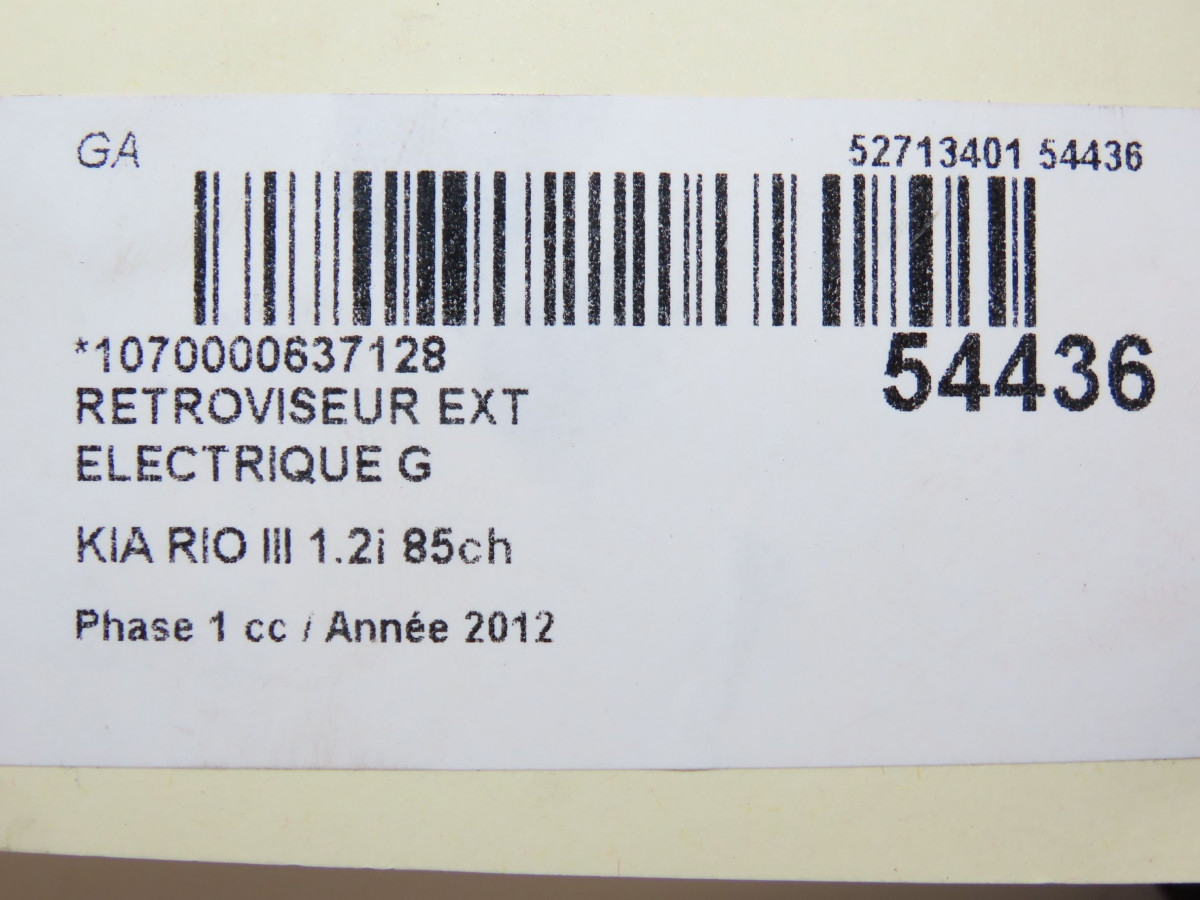 GA
52713401 54436
*1070000637128
54436
RETROVISEUR EXT
ELECTRIQUE G
KIA RIO III 1.2i 85ch
Phase 1 cc / Année 2012